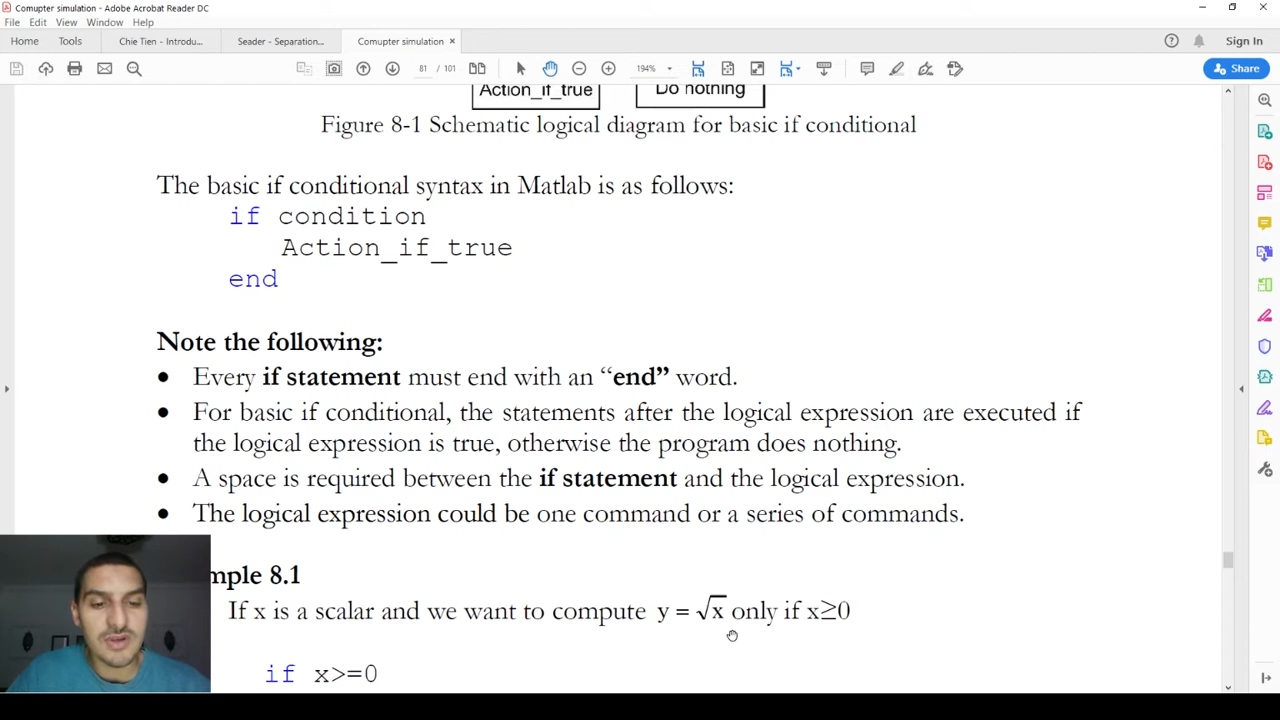 Comupter simulation - Adobe Acrobat Reader DC
File Edit View Window Help
Home Tools Chie Tien - Introdu... Seader - Separation... Comupter simulation ×
81 / 101 194% Share
? Sign In
Action_if_true Do nothing
Figure 8-1 Schematic logical diagram for basic if conditional
The basic if conditional syntax in Matlab is as follows:
if condition
Action_if_true
end
Note the following:
• Every if statement must end with an “end” word.
• For basic if conditional, the statements after the logical expression are executed if
the logical expression is true, otherwise the program does nothing.
• A space is required between the if statement and the logical expression.
• The logical expression could be one command or a series of commands.
mple 8.1
If x is a scalar and we want to compute y = √x only if x≥0
if x>=0